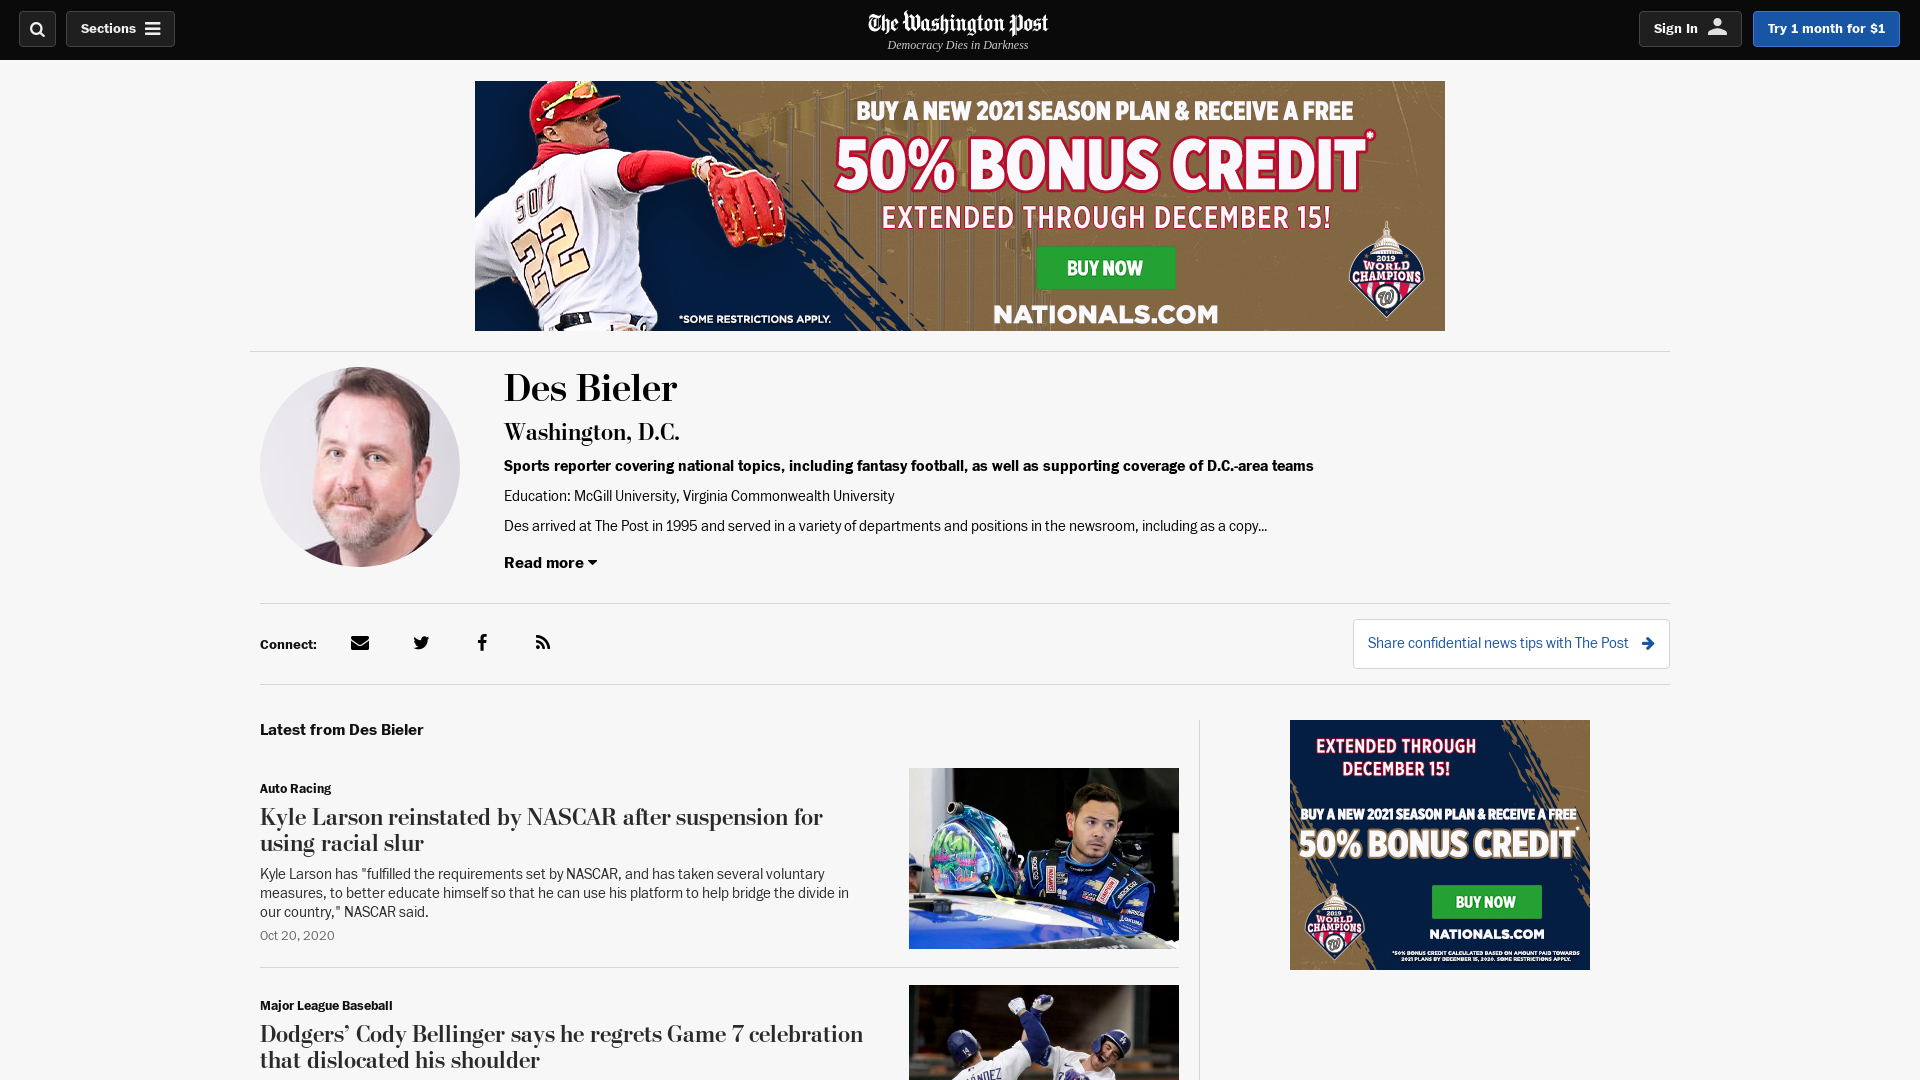 Sections
The Washington Post
Democracy Dies in Darkness
Sign In
Try 1 month for $1
BUY A NEW 2021 SEASON PLAN & RECEIVE A FREE
50% BONUS CREDIT*
EXTENDED THROUGH DECEMBER 15!
BUY NOW
NATIONALS.COM
*SOME RESTRICTIONS APPLY.
SOTO
22
2019
WORLD
CHAMPIONS
W
Des Bieler
Washington, D.C.
Sports reporter covering national topics, including fantasy football, as well as supporting coverage of D.C.-area teams
Education: McGill University, Virginia Commonwealth University
Des arrived at The Post in 1995 and served in a variety of departments and positions in the newsroom, including as a copy...
Read more
Connect:
Share confidential news tips with The Post
Latest from Des Bieler
Auto Racing
Kyle Larson reinstated by NASCAR after suspension for
using racial slur
Kyle Larson has "fulfilled the requirements set by NASCAR, and has taken several voluntary
measures, to better educate himself so that he can use his platform to help bridge the divide in
our country," NASCAR said.
Oct 20, 2020
Major League Baseball
Dodgers’ Cody Bellinger says he regrets Game 7 celebration
that dislocated his shoulder
EXTENDED THROUGH
DECEMBER 15!
BUY A NEW 2021 SEASON PLAN & RECEIVE A FREE
50% BONUS CREDIT*
BUY NOW
NATIONALS.COM
2019
WORLD
CHAMPIONS
W
*50% BONUS CREDIT CALCULATED BASED ON AMOUNT PAID TOWARDS
2021 PLANS BY DECEMBER 15, 2020. SOME RESTRICTIONS APPLY.